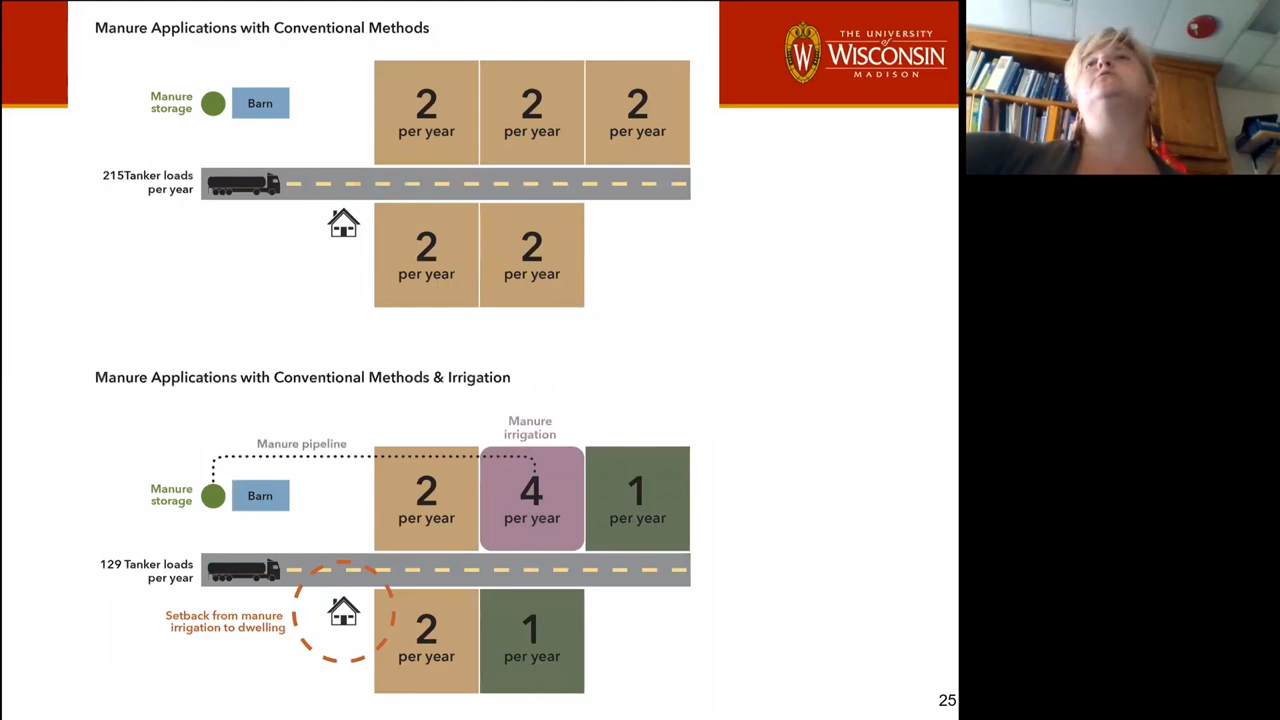 Manure Applications with Conventional Methods
THE UNIVERSITY
of
WISCONSIN
MADISON
W
Manure
storage
Barn
2
per year
2
per year
2
per year
215Tanker loads
per year
2
per year
2
per year
Manure Applications with Conventional Methods & Irrigation
Manure
irrigation
Manure pipeline
Manure
storage
Barn
2
per year
4
per year
1
per year
129 Tanker loads
per year
Setback from manure
irrigation to dwelling
2
per year
1
per year
25